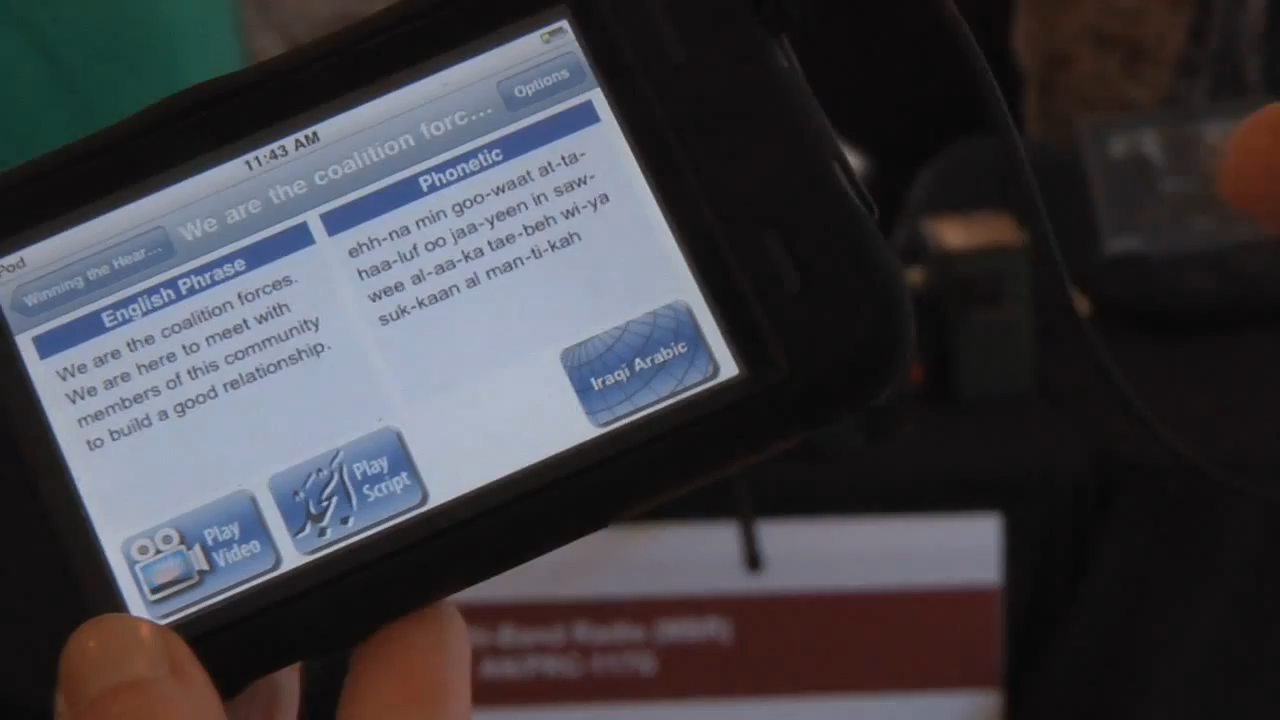 Pod
11:43 AM
Winning the Hear...
We are the coalition forc...
Options
English Phrase
We are the coalition forces.
We are here to meet with
members of this community
to build a good relationship.
Phonetic
ehh-na min goo-waat at-ta-
haa-luf oo jaa-yeen in saw-
wee al-aa-ka tae-beh wi-ya
suk-kaan al man-ti-kah
Iraqi Arabic
Play
Video
أبجد
Play
Script
Radio